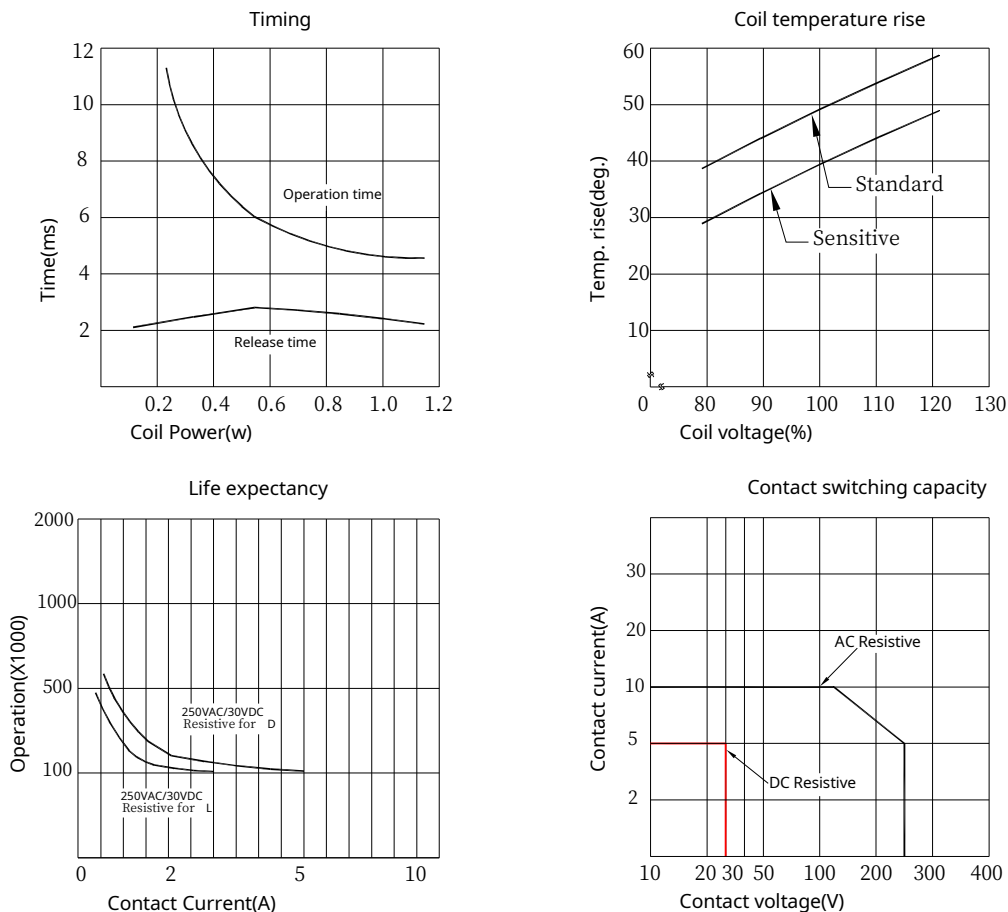 Timing
12
10
8
6
4
2
Time(ms)
Operation time
Release time
0.2 0.4 0.6 0.8 1.0 1.2
Coil Power(w)
Coil temperature rise
60
50
40
30
20
10
Temp. rise(deg.)
Standard
Sensitive
0 80 90 100 110 120 130
Coil voltage(%)
Life expectancy
2000
1000
500
100
Operation(X1000)
250VAC/30VDC
Resistive for D
250VAC/30VDC
Resistive for L
0 2 5 10
Contact Current(A)
Contact switching capacity
30
20
10
5
2
Contact current(A)
AC Resistive
DC Resistive
10 20 30 50 100 200 300 400
Contact voltage(V)